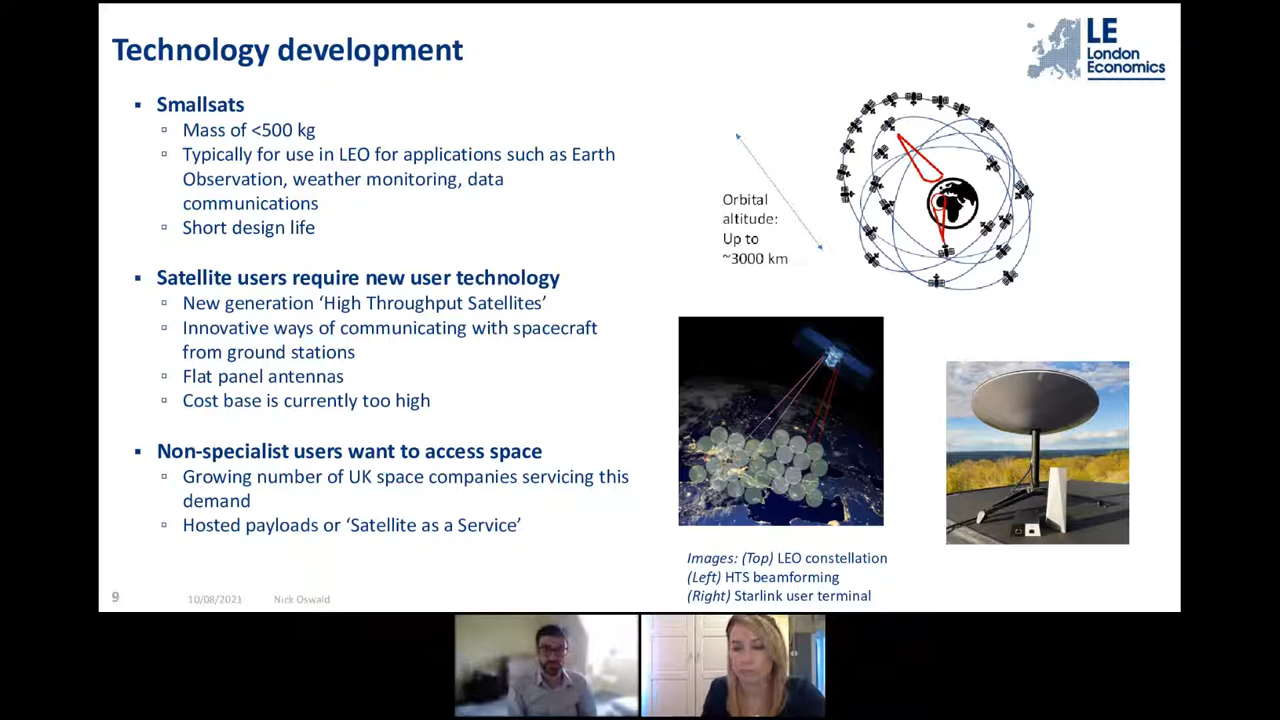 Technology development
LE
London
Economics
Smallsats
Mass of <500 kg
Typically for use in LEO for applications such as Earth
Observation, weather monitoring, data
communications
Short design life
Satellite users require new user technology
New generation ‘High Throughput Satellites’
Innovative ways of communicating with spacecraft
from ground stations
Flat panel antennas
Cost base is currently too high
Non-specialist users want to access space
Growing number of UK space companies servicing this
demand
Hosted payloads or ‘Satellite as a Service’
Orbital
altitude:
Up to
~3000 km
Images: (Top) LEO constellation
(Left) HTS beamforming
(Right) Starlink user terminal
9
10/08/2021
Nick Oswald